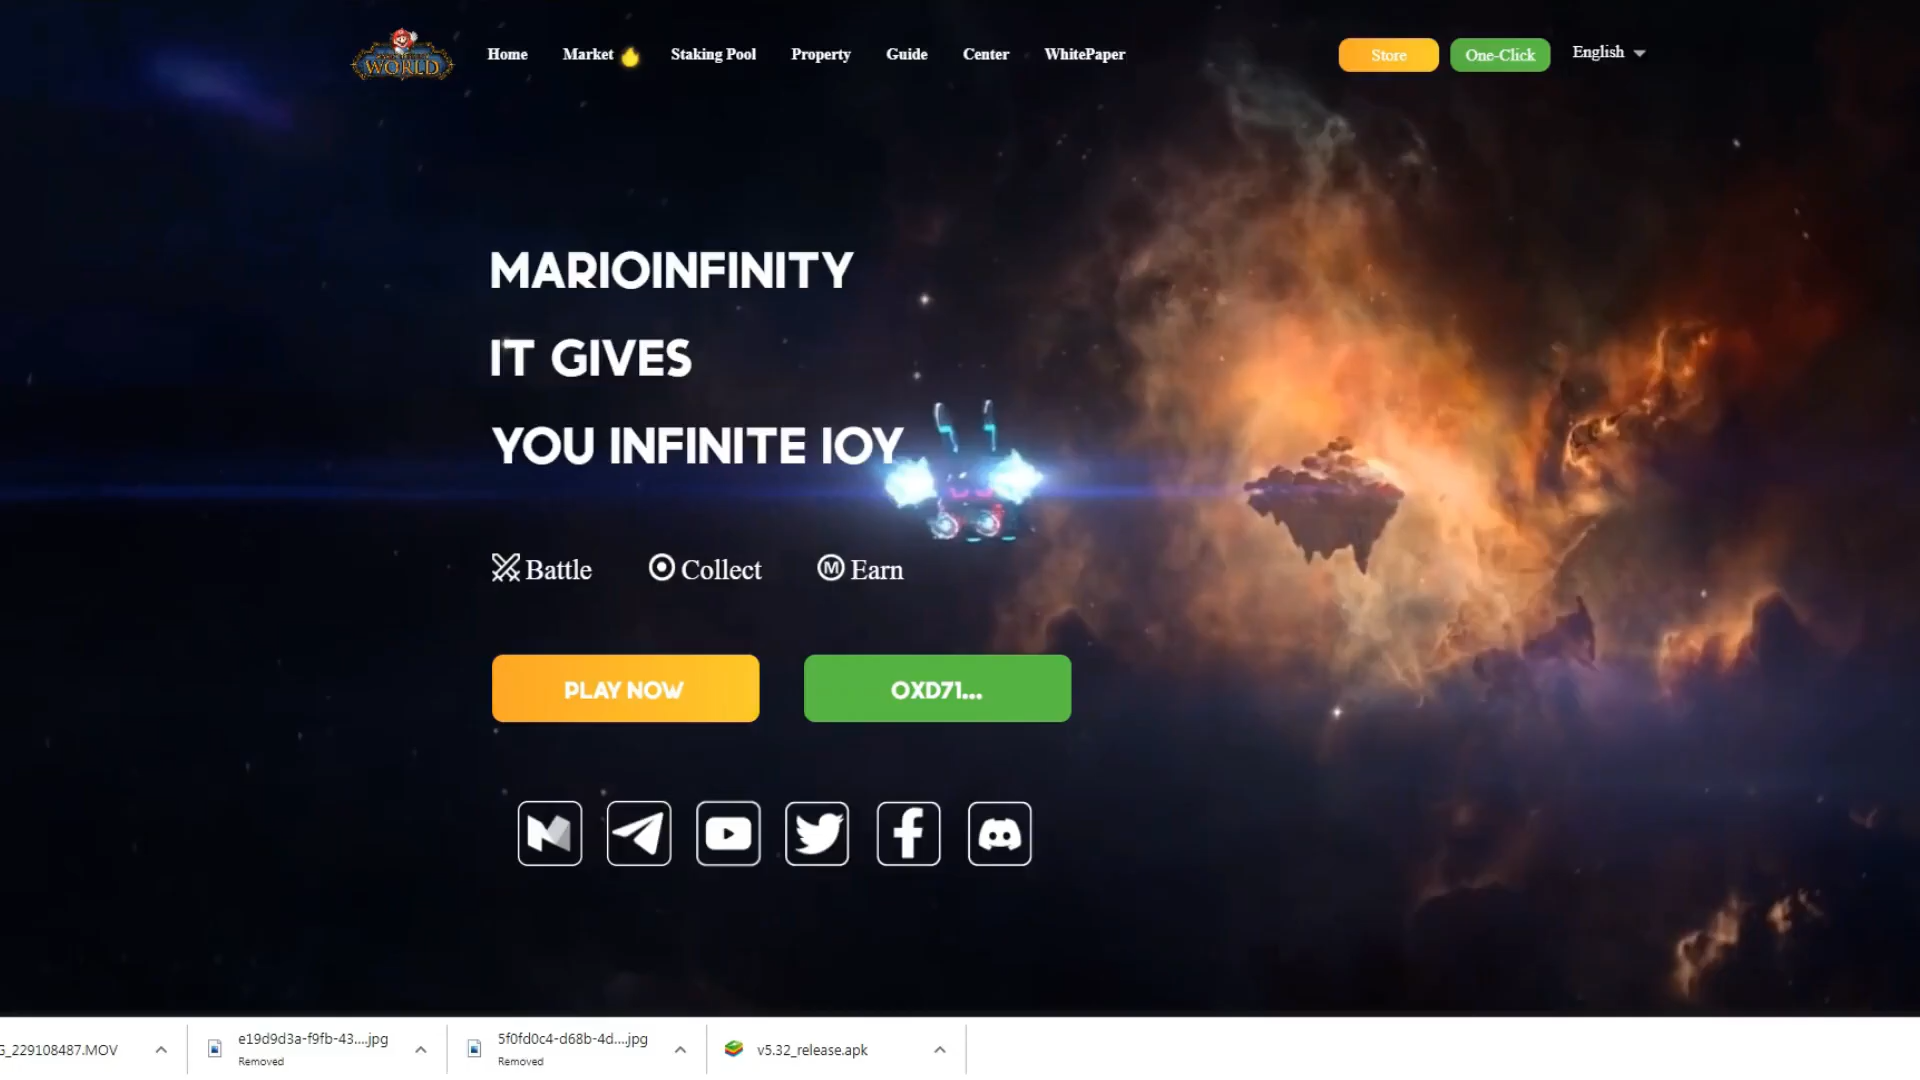 WORLD
Home Market Staking Pool Property Guide Center WhitePaper Store One-Click English
MARIOINFINITY
IT GIVES
YOU INFINITE IOY
Battle Collect M Earn
PLAY NOW OXD71...
G_229108487.MOV e19d9d3a-f9fb-43....jpg 5f0fd0c4-d68b-4d....jpg v5.32_release.apk
Removed Removed